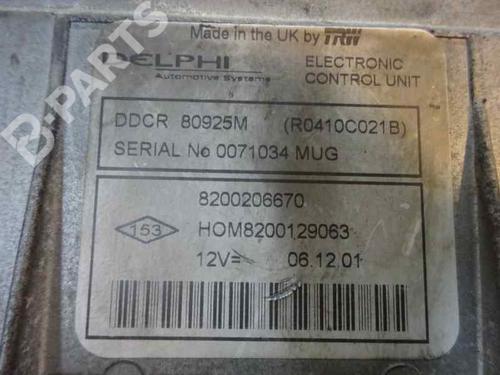 Made in the UK by TRW
DELPHI
Automotive Systems
ELECTRONIC
CONTROL UNIT
DDCR 80925M (R0410C021B)
SERIAL No 0071034 MUG
8200206670
153
HOM8200129063
12V= 06.12.01
B-PARTS